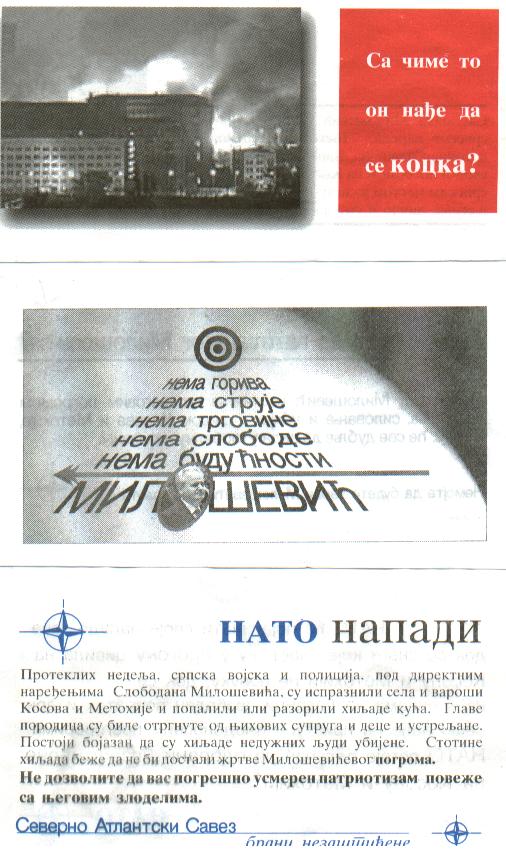 Са чиме то
он нађе да
се коцка?
нема горива
нема струје
нема трговине
нема слободе
нема будућности
МИЛОШЕВИЋ
НАТО напади
Протеклих недеља, српска војска и полиција, под директним
наређењима Слободана Милошевића, су испразнили села и вароши
Косова и Метохије и попалили или разорили хиљаде кућа. Главе
породица су биле отргнуте од њихових супруга и деце и устрељане.
Постоји бојазан да су хиљаде недужних људи убијене. Стотине
хиљада беже да не би постали жртве Милошевићевог погрома.
Не дозволите да вас погрешно усмерен патриотизам повеже
са његовим злоделима.
Северно Атлантски Савез
брани незаштићене